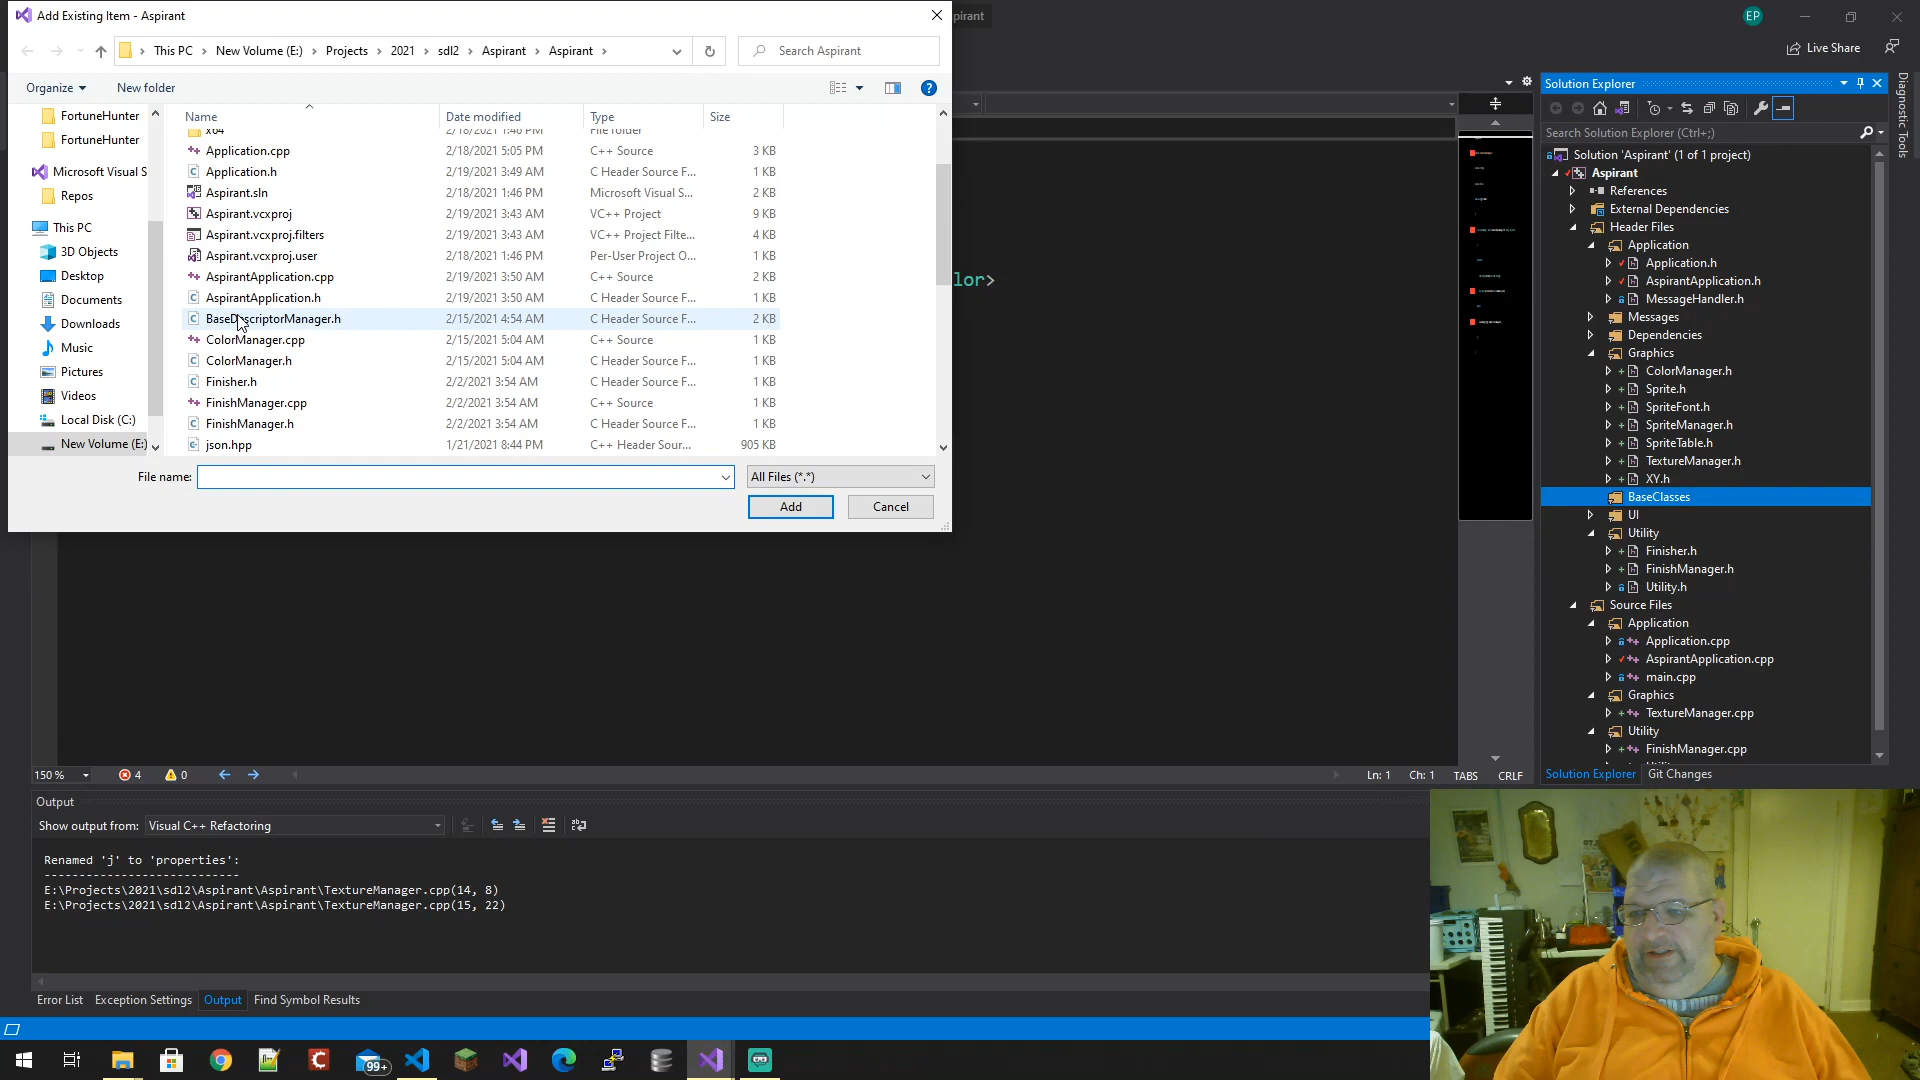 Add Existing Item - Aspirant
This PC > New Volume (E:) > Projects > 2021 > sdl2 > Aspirant > Aspirant >
Search Aspirant
Organize
New folder
FortuneHunter
FortuneHunter
Microsoft Visual S
Repos
This PC
3D Objects
Desktop
Documents
Downloads
Music
Pictures
Videos
Local Disk (C:)
New Volume (E:)
Name Date modified Type Size
x64 2/18/2021 1:46 PM File folder
Application.cpp 2/18/2021 5:05 PM C++ Source 3 KB
Application.h 2/19/2021 3:49 AM C Header Source F... 1 KB
Aspirant.sln 2/18/2021 1:46 PM Microsoft Visual S... 2 KB
Aspirant.vcxproj 2/19/2021 3:43 AM VC++ Project 9 KB
Aspirant.vcxproj.filters 2/19/2021 3:43 AM VC++ Project Filte... 4 KB
Aspirant.vcxproj.user 2/18/2021 1:46 PM Per-User Project O... 1 KB
AspirantApplication.cpp 2/19/2021 3:50 AM C++ Source 2 KB
AspirantApplication.h 2/19/2021 3:50 AM C Header Source F... 1 KB
BaseDescriptorManager.h 2/15/2021 4:54 AM C Header Source F... 2 KB
ColorManager.cpp 2/15/2021 5:04 AM C++ Source 1 KB
ColorManager.h 2/15/2021 5:04 AM C Header Source F... 1 KB
Finisher.h 2/2/2021 3:54 AM C Header Source F... 1 KB
FinishManager.cpp 2/2/2021 3:54 AM C++ Source 1 KB
FinishManager.h 2/2/2021 3:54 AM C Header Source F... 1 KB
json.hpp 1/21/2021 8:44 PM C++ Header Sour... 905 KB
File name:
All Files (*.*)
Add
Cancel
pirant
EP
Live Share
lor>
Diagnostic Tools
Solution Explorer
Search Solution Explorer (Ctrl+;)
Solution 'Aspirant' (1 of 1 project)
Aspirant
References
External Dependencies
Header Files
Application
Application.h
AspirantApplication.h
MessageHandler.h
Messages
Dependencies
Graphics
ColorManager.h
Sprite.h
SpriteFont.h
SpriteManager.h
SpriteTable.h
TextureManager.h
XY.h
BaseClasses
UI
Utility
Finisher.h
FinishManager.h
Utility.h
Source Files
Application
Application.cpp
AspirantApplication.cpp
main.cpp
Graphics
TextureManager.cpp
Utility
FinishManager.cpp
Solution Explorer
Git Changes
150 %
4
0
Ln: 1 Ch: 1 TABS CRLF
Output
Show output from: Visual C++ Refactoring
Renamed 'j' to 'properties':
---------------------------
E:\Projects\2021\sdl2\Aspirant\Aspirant\TextureManager.cpp(14, 8)
E:\Projects\2021\sdl2\Aspirant\Aspirant\TextureManager.cpp(15, 22)
Error List
Exception Settings
Output
Find Symbol Results
99+